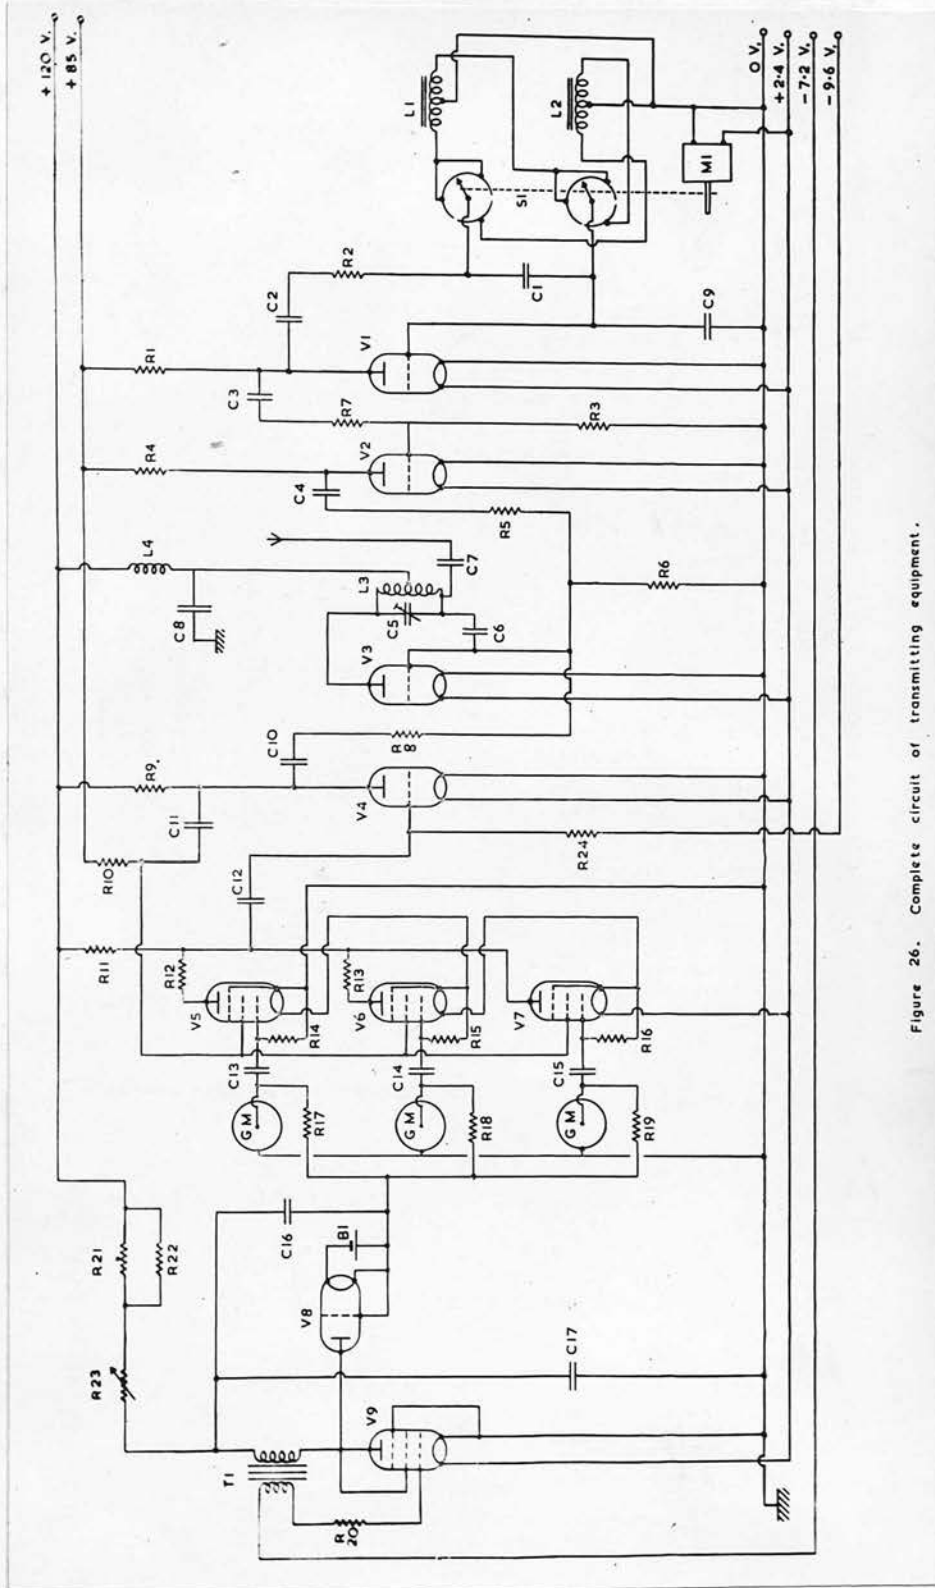 + 120 V.
+ 85 V.
0 V.
+2·4 V.
-7·2 V.
-9·6 V.
L1
L2
S1
M1
R2
C1
C2
C9
R1
V1
C3
R7
R3
R4
V2
C4
R5
L4
C8
C7
L3
C5
C6
V3
R6
C10
R8
R9.
C11
V4
R10
C12
R24
R11
R12
V5
R13
V6
V7
R14
R15
R16
C13
C14
C15
GM
GM
GM
R17
R18
R19
C16
B1
V8
R21
R22
R23
C17
T1
V9
R20
Figure 26. Complete circuit of transmitting equipment.